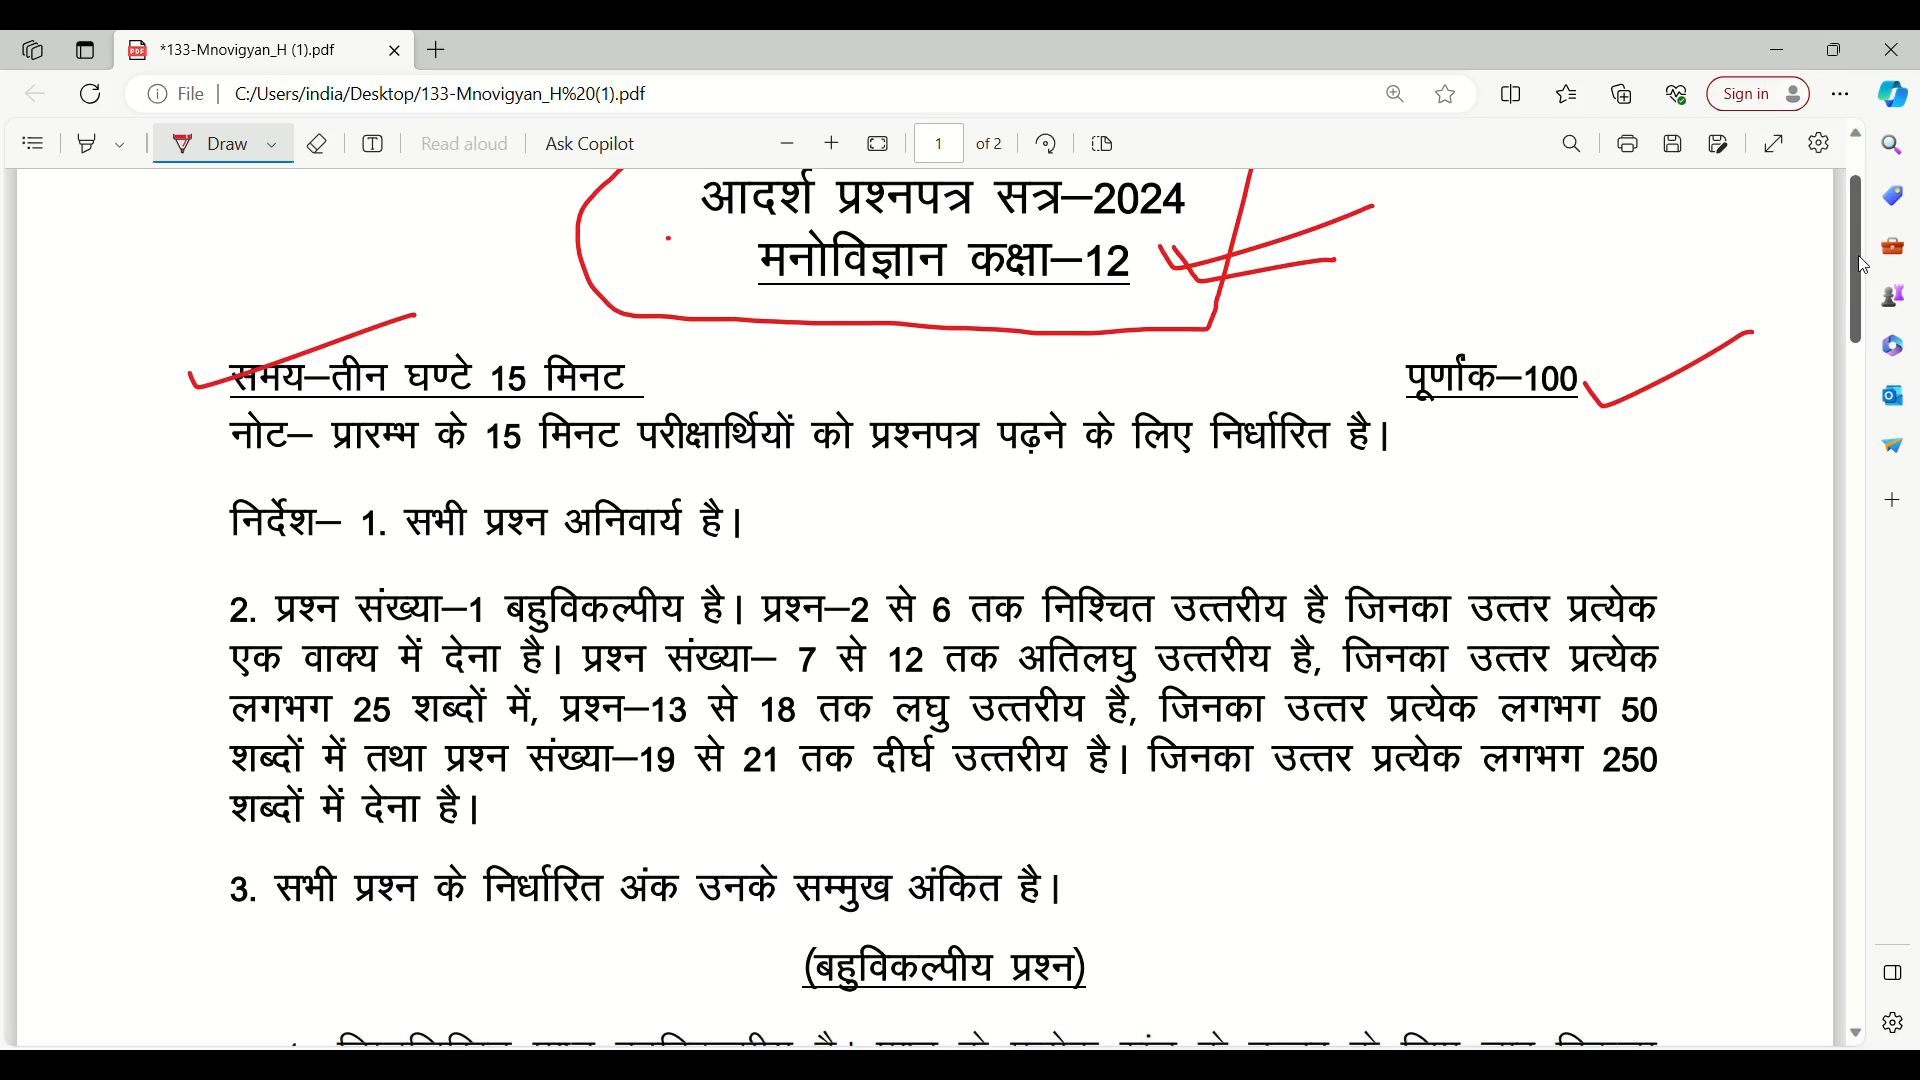 *133-Mnovigyan_H (1).pdf
File
C:/Users/india/Desktop/133-Mnovigyan_H%20(1).pdf
Sign in
Draw
Read aloud
Ask Copilot
1
of 2
आदर्श प्रश्नपत्र सत्र–2024
मनोविज्ञान कक्षा–12
समय–तीन घण्टे 15 मिनट
पूर्णांक–100
नोट– प्रारम्भ के 15 मिनट परीक्षार्थियों को प्रश्नपत्र पढ़ने के लिए निर्धारित है।
निर्देश– 1. सभी प्रश्न अनिवार्य है।
2. प्रश्न संख्या–1 बहुविकल्पीय है। प्रश्न–2 से 6 तक निश्चित उत्तरीय है जिनका उत्तर प्रत्येक
एक वाक्य में देना है। प्रश्न संख्या– 7 से 12 तक अतिलघु उत्तरीय है, जिनका उत्तर प्रत्येक
लगभग 25 शब्दों में, प्रश्न–13 से 18 तक लघु उत्तरीय है, जिनका उत्तर प्रत्येक लगभग 50
शब्दों में तथा प्रश्न संख्या–19 से 21 तक दीर्घ उत्तरीय है। जिनका उत्तर प्रत्येक लगभग 250
शब्दों में देना है।
3. सभी प्रश्न के निर्धारित अंक उनके सम्मुख अंकित है।
(बहुविकल्पीय प्रश्न)